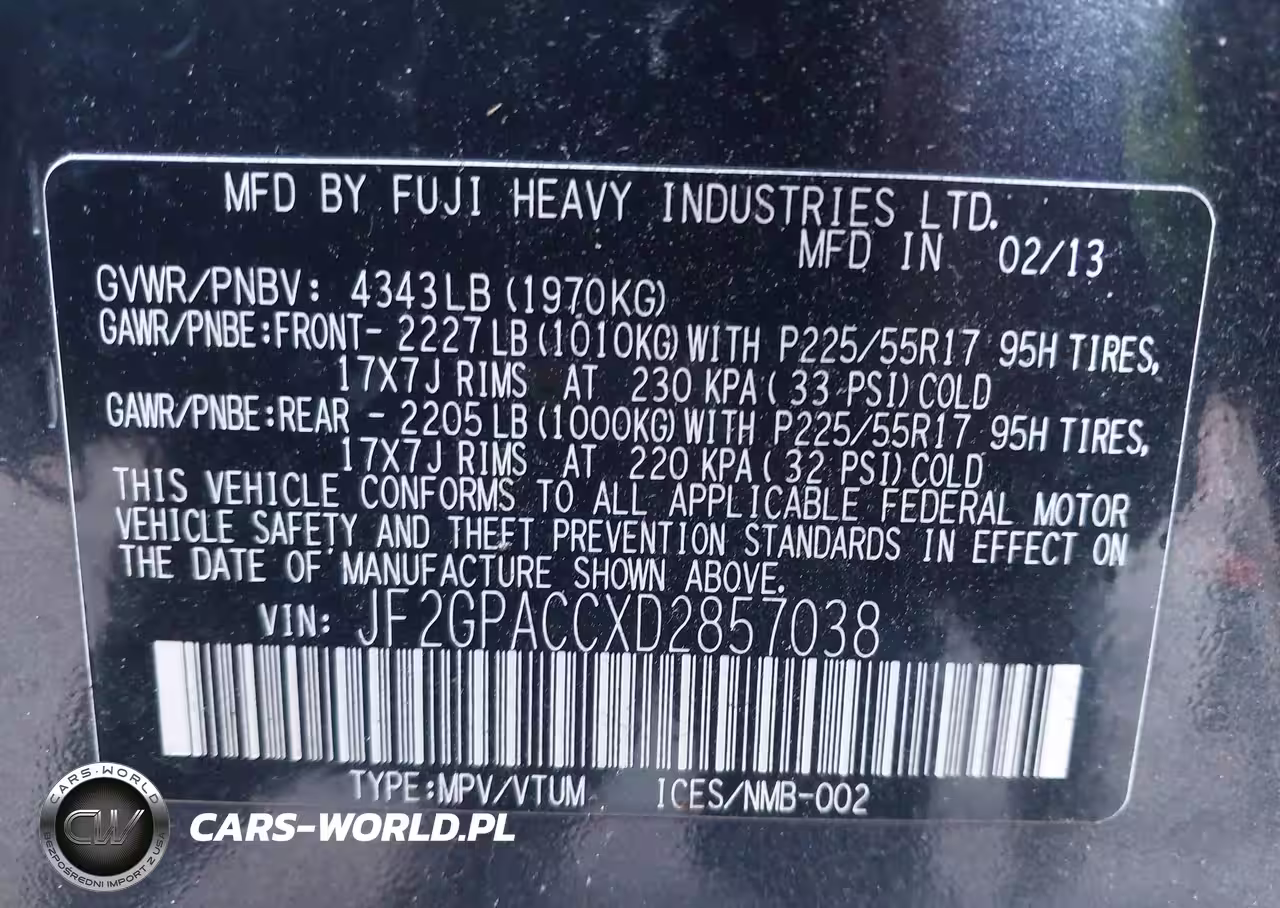 MFD BY FUJI HEAVY INDUSTRIES LTD.
MFD IN 02/13
GVWR/PNBV: 4343LB (1970KG)
GAWR/PNBE:FRONT- 2227 LB (1010KG) WITH P225/55R17 95H TIRES,
17X7J RIMS AT 230 KPA ( 33 PSI) COLD
GAWR/PNBE:REAR - 2205 LB (1000KG) WITH P225/55R17 95H TIRES,
17X7J RIMS AT 220 KPA ( 32 PSI) COLD
THIS VEHICLE CONFORMS TO ALL APPLICABLE FEDERAL MOTOR
VEHICLE SAFETY AND THEFT PREVENTION STANDARDS IN EFFECT ON
THE DATE OF MANUFACTURE SHOWN ABOVE.
VIN: JF2GPACCXD2857038
TYPE:MPV/VTUM ICES/NMB-002
CARS-WORLD
CW
BEZPOŚREDNI IMPORT Z USA
CARS-WORLD.PL